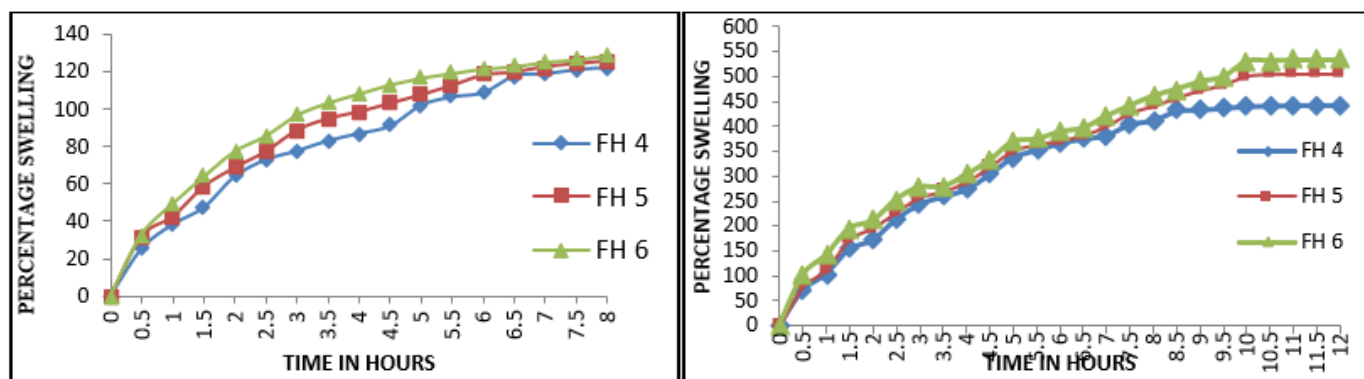 PERCENTAGE SWELLING
140
120
100
80
60
40
20
0
0 0.5 1 1.5 2 2.5 3 3.5 4 4.5 5 5.5 6 6.5 7 7.5 8
TIME IN HOURS
FH 4
FH 5
FH 6
PERCENTAGE SWELLING
600
550
500
450
400
350
300
250
200
150
100
50
0
0 0.5 1 1.5 2 2.5 3 3.5 4 4.5 5 5.5 6 6.5 7 7.5 8 8.5 9 9.5 10 10.5 11 11.5 12
TIME IN HOURS
FH 4
FH 5
FH 6